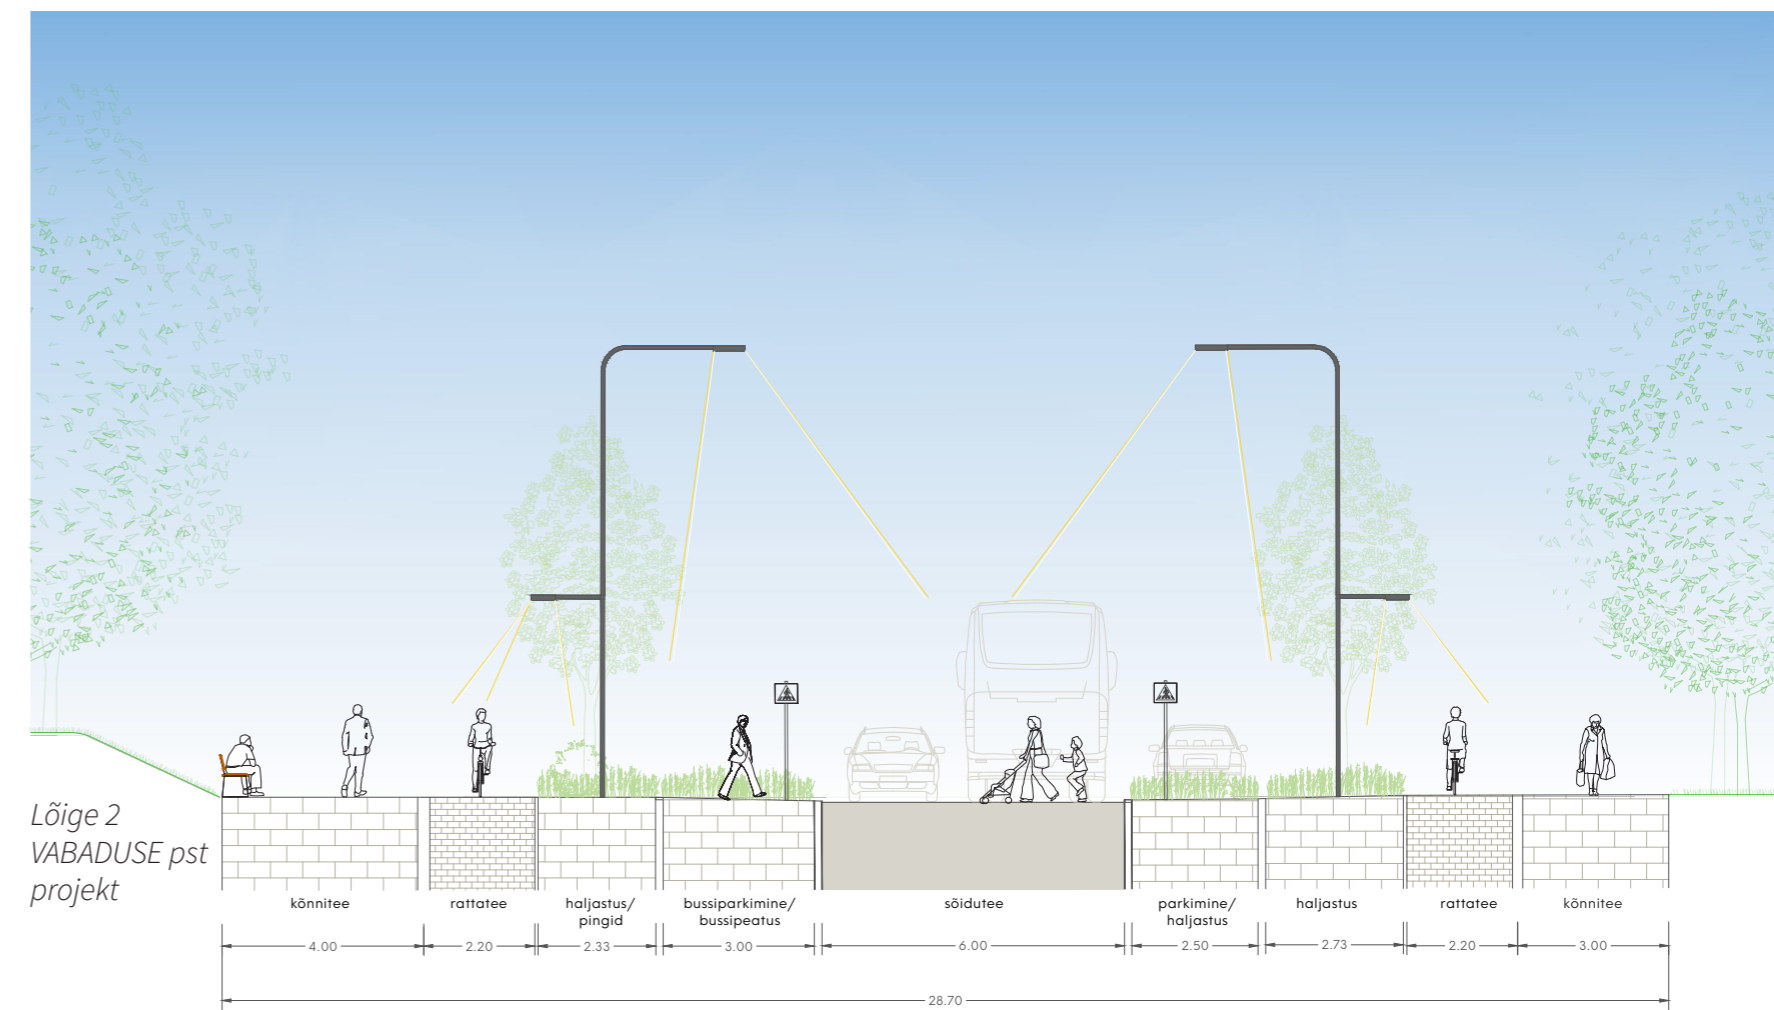 Lõige 2
VABADUSE pst
projekt
kõnnitee
rattatee
haljastus/
pingid
bussiparkimine/
bussipeatus
sõidutee
parkimine/
haljastus
haljastus
rattatee
kõnnitee
4.00
2.20
2.33
3.00
6.00
2.50
2.73
2.20
3.00
28.70